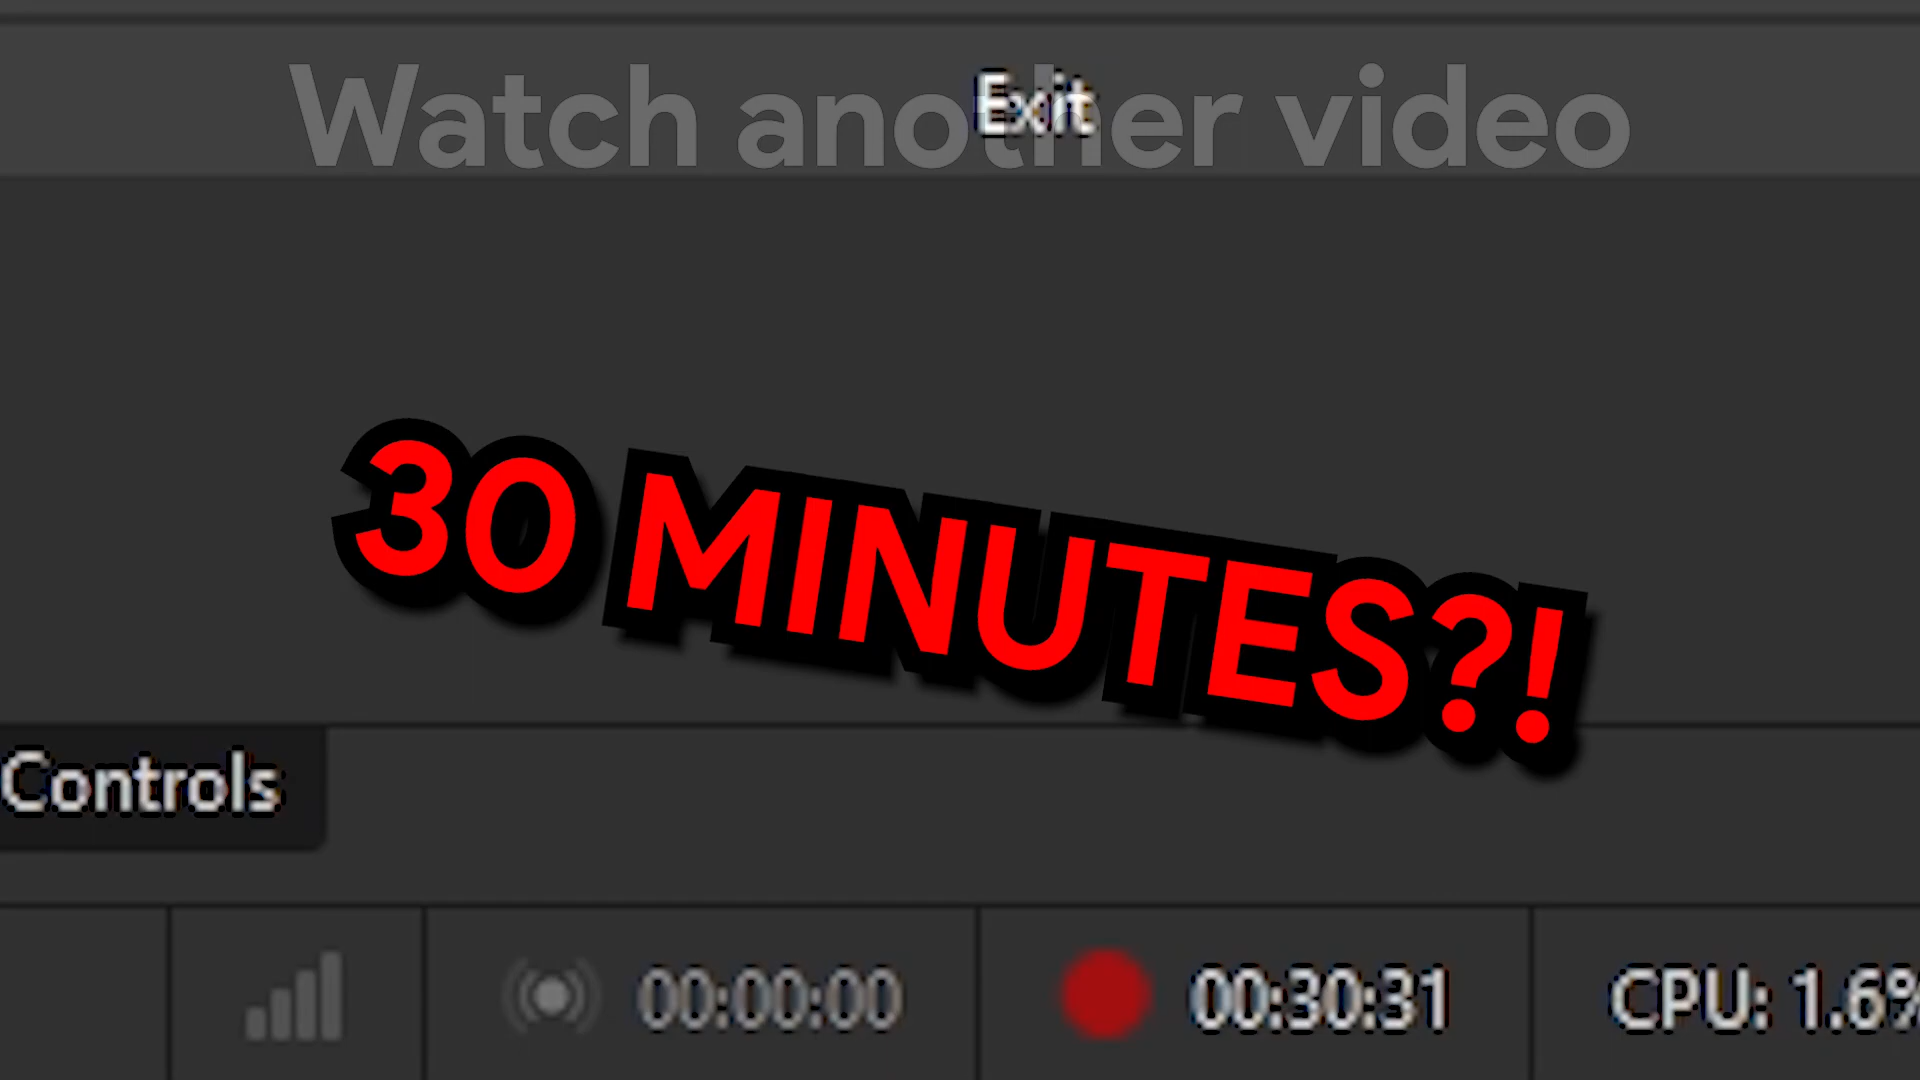 Watch another video
Exit
30 MINUTES?!
Controls
00:00:00
00:30:31
CPU: 1.6%